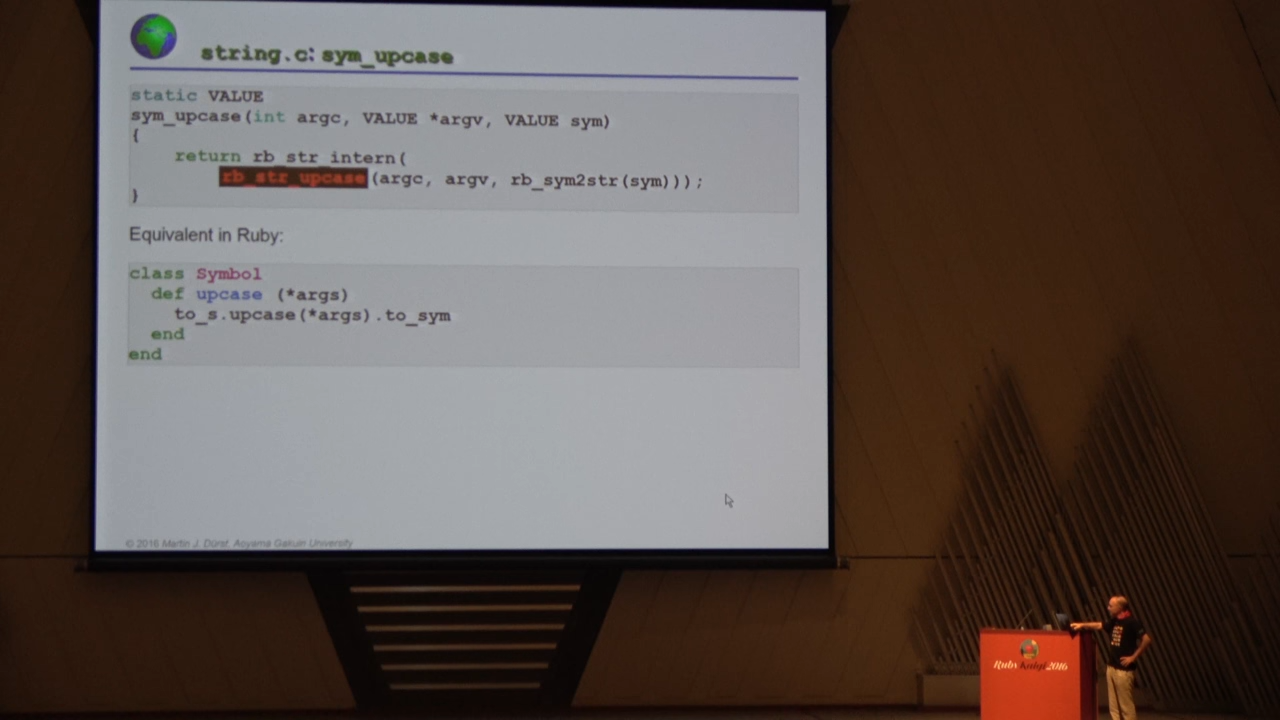 string.c: sym_upcase
static VALUE
sym_upcase(int argc, VALUE *argv, VALUE sym)
{
    return rb_str_intern(
        rb_str_upcase(argc, argv, rb_sym2str(sym)));
}
Equivalent in Ruby:
class Symbol
  def upcase (*args)
    to_s.upcase(*args).to_sym
  end
end
© 2016 Martin J. Dürst, Aoyama Gakuin University
RubyKaigi 2016